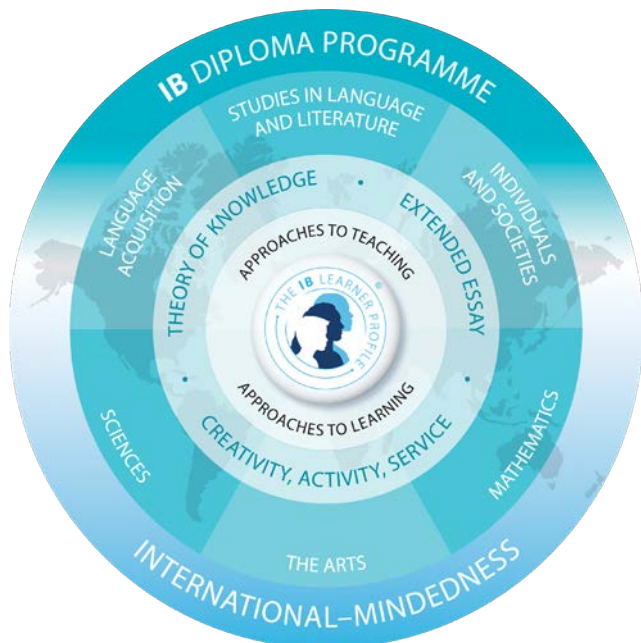 IB DIPLOMA PROGRAMME
STUDIES IN LANGUAGE
AND LITERATURE
LANGUAGE
ACQUISITION
INDIVIDUALS
AND SOCIETIES
THEORY OF KNOWLEDGE
EXTENDED ESSAY
APPROACHES TO TEACHING
THE IB LEARNER PROFILE
®
APPROACHES TO LEARNING
CREATIVITY, ACTIVITY, SERVICE
SCIENCES
MATHEMATICS
THE ARTS
INTERNATIONAL–MINDEDNESS